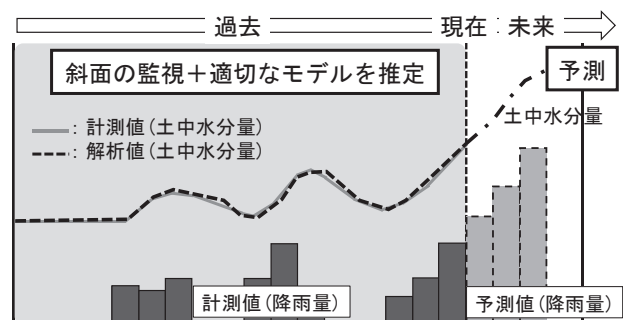 過去
現在
未来
斜面の監視＋適切なモデルを推定
予測
土中水分量
：計測値(土中水分量)
：解析値(土中水分量)
計測値(降雨量)
予測値(降雨量)